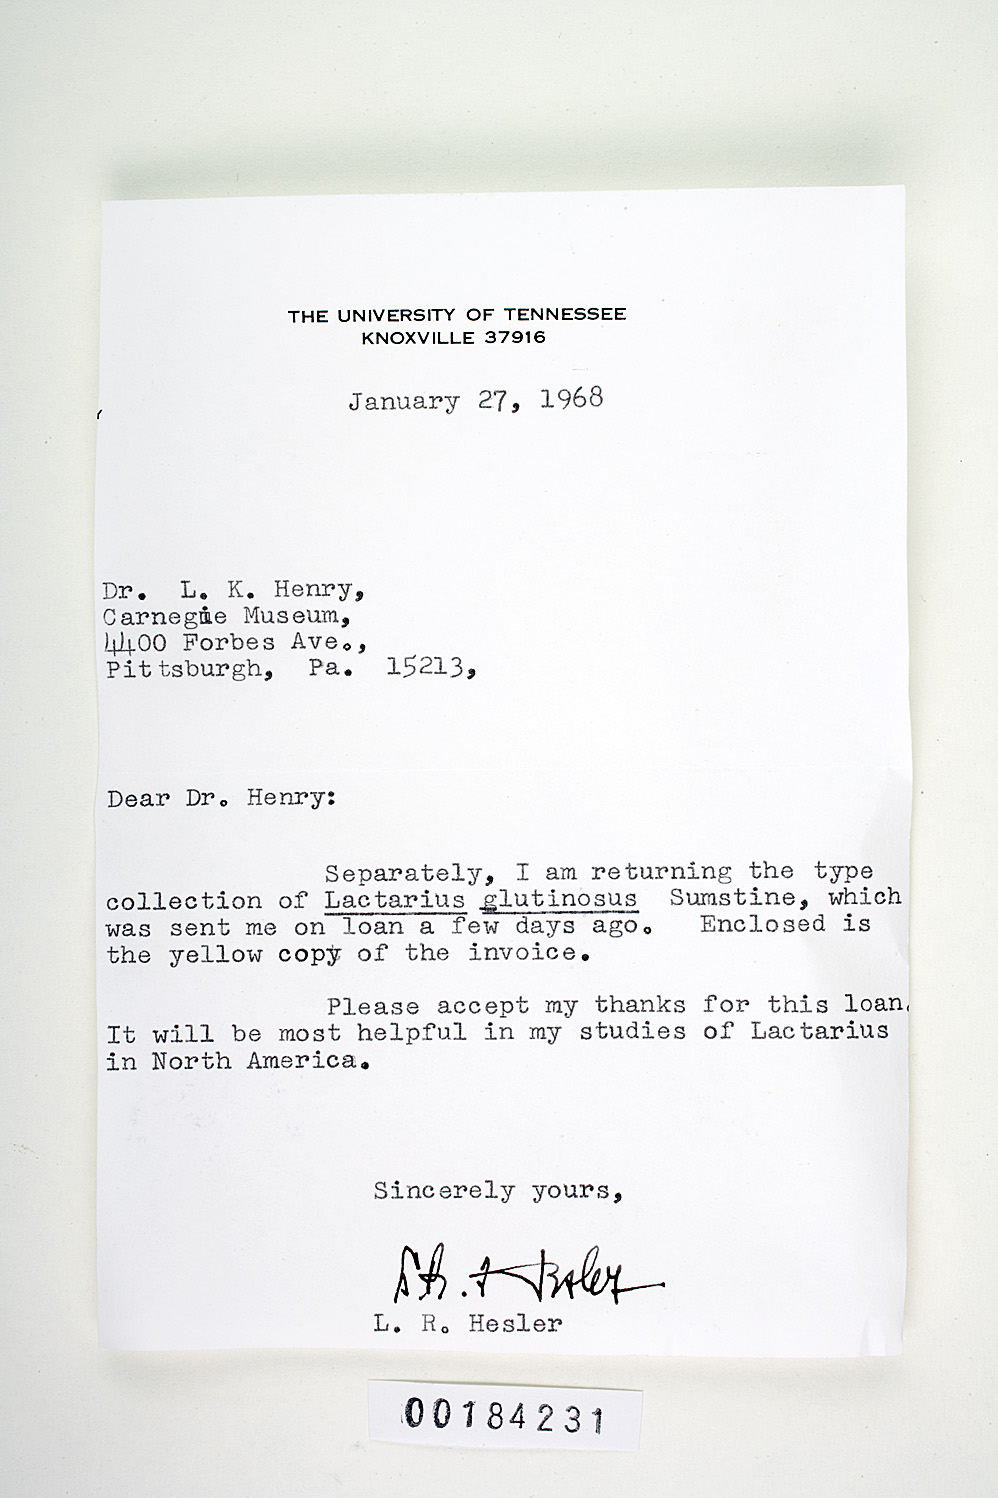 THE UNIVERSITY OF TENNESSEE
KNOXVILLE 37916
January 27, 1968
Dr. L. K. Henry,
Carnegie Museum,
4400 Forbes Ave.,
Pittsburgh, Pa. 15213,
Dear Dr. Henry:
Separately, I am returning the type
collection of Lactarius glutinosus Sumstine, which
was sent me on loan a few days ago. Enclosed is
the yellow copy of the invoice.
Please accept my thanks for this loan.
It will be most helpful in my studies of Lactarius
in North America.
Sincerely yours,
L. R. Hesler
L. R. Hesler
00184231